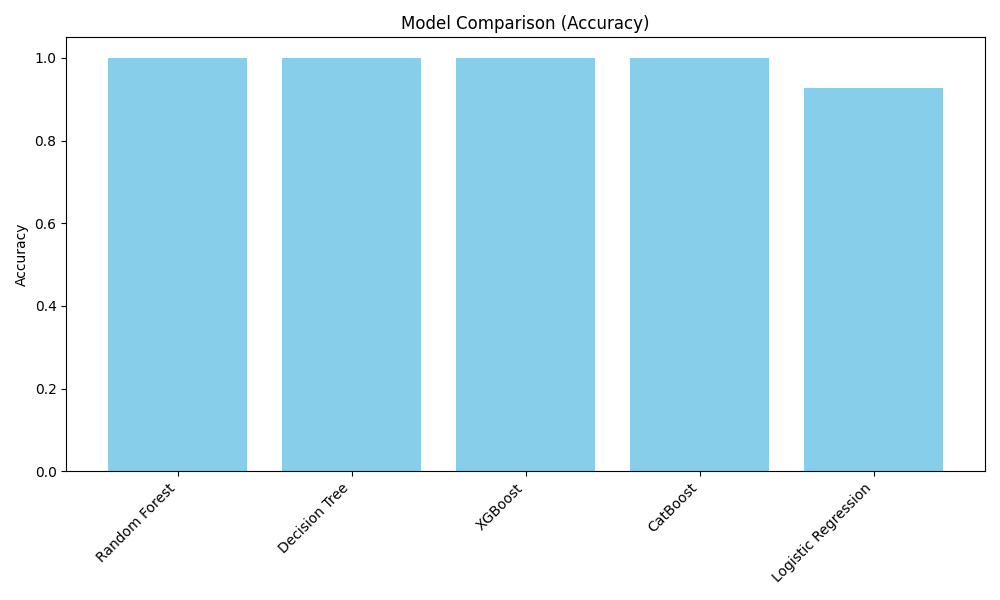 Model Comparison (Accuracy)
Accuracy
1.0
0.8
0.6
0.4
0.2
0.0
Random Forest
Decision Tree
XGBoost
CatBoost
Logistic Regression